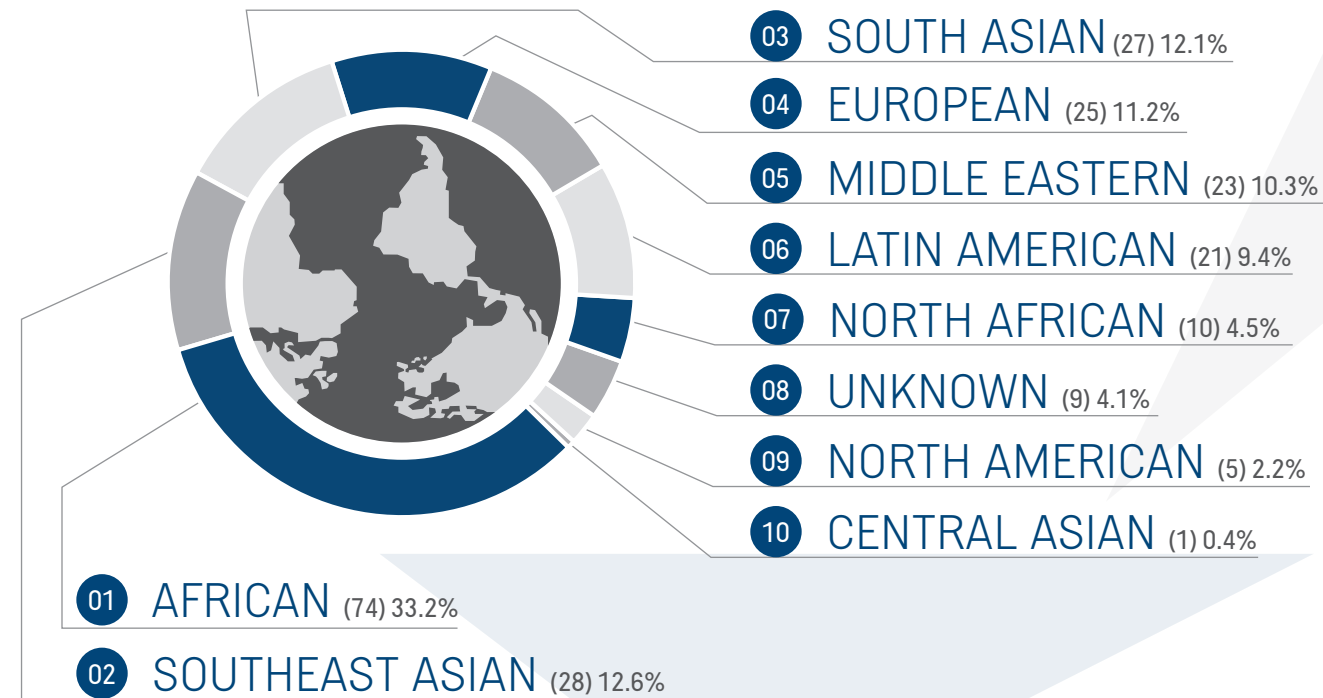 03 SOUTH ASIAN (27) 12.1%
04 EUROPEAN (25) 11.2%
05 MIDDLE EASTERN (23) 10.3%
06 LATIN AMERICAN (21) 9.4%
07 NORTH AFRICAN (10) 4.5%
08 UNKNOWN (9) 4.1%
09 NORTH AMERICAN (5) 2.2%
10 CENTRAL ASIAN (1) 0.4%
01 AFRICAN (74) 33.2%
02 SOUTHEAST ASIAN (28) 12.6%